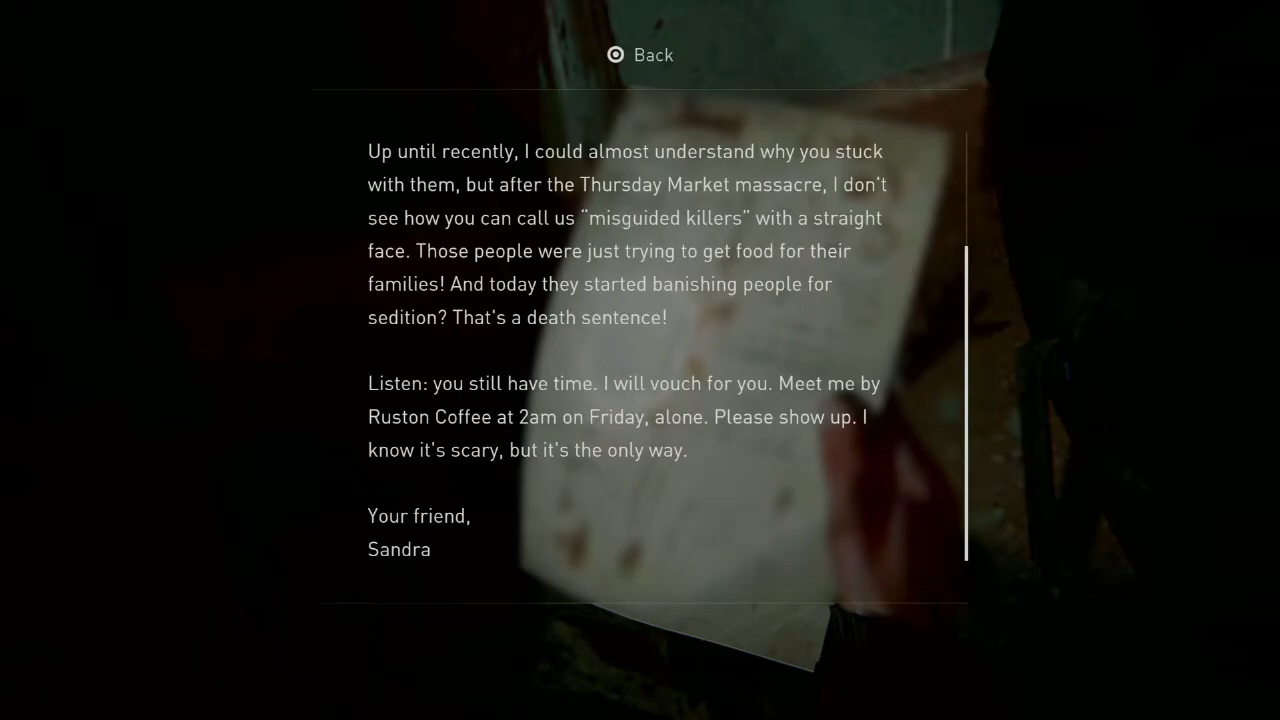 Back
Up until recently, I could almost understand why you stuck
with them, but after the Thursday Market massacre, I don't
see how you can call us “misguided killers” with a straight
face. Those people were just trying to get food for their
families! And today they started banishing people for
sedition? That's a death sentence!
Listen: you still have time. I will vouch for you. Meet me by
Ruston Coffee at 2am on Friday, alone. Please show up. I
know it's scary, but it's the only way.
Your friend,
Sandra